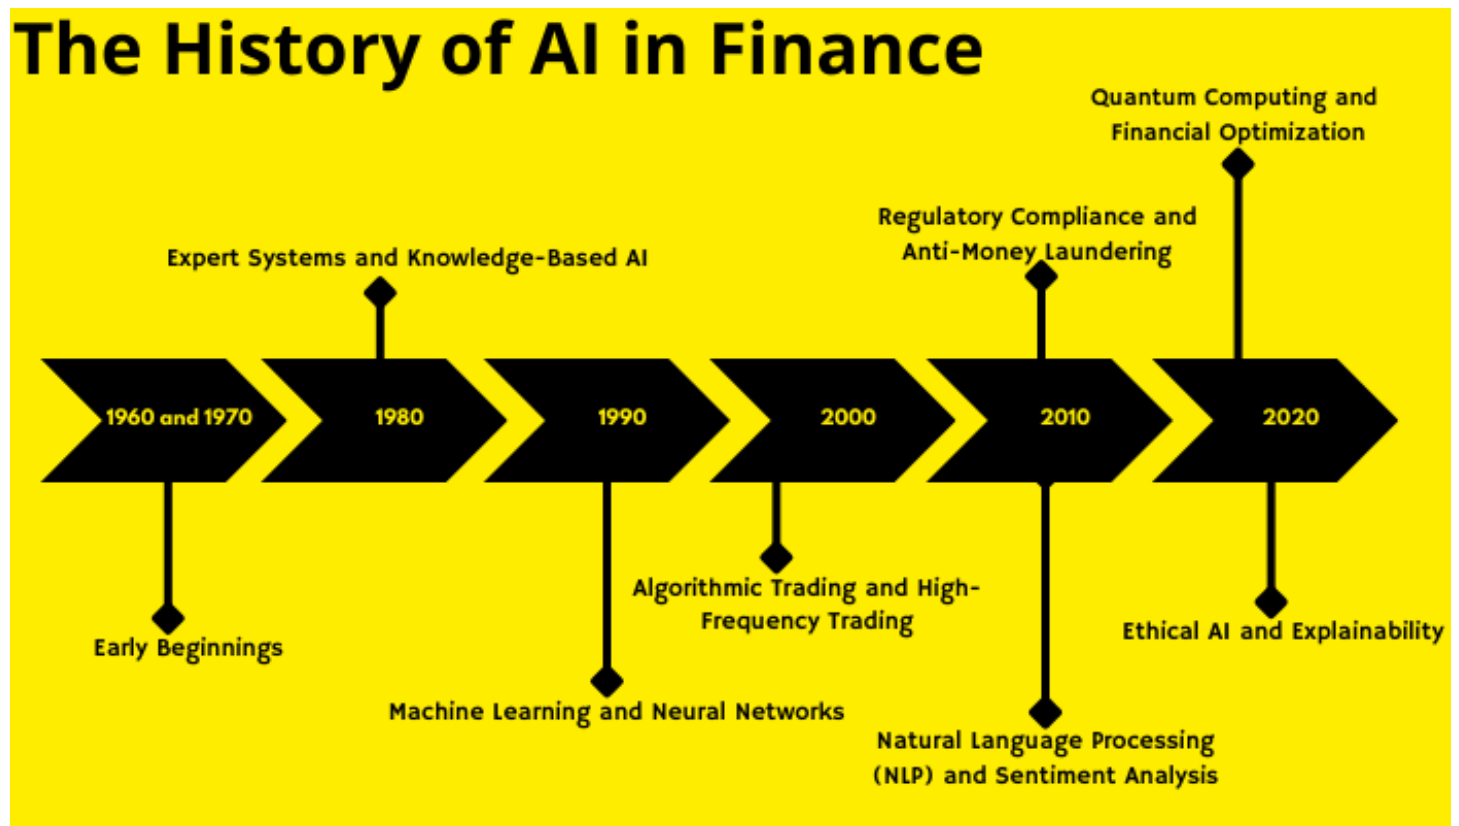 The History of AI in Finance
Quantum Computing and
Financial Optimization
Regulatory Compliance and
Anti-Money Laundering
Expert Systems and Knowledge-Based AI
1960 and 1970
1980
1990
2000
2010
2020
Algorithmic Trading and High-
Frequency Trading
Ethical AI and Explainability
Early Beginnings
Machine Learning and Neural Networks
Natural Language Processing
(NLP) and Sentiment Analysis